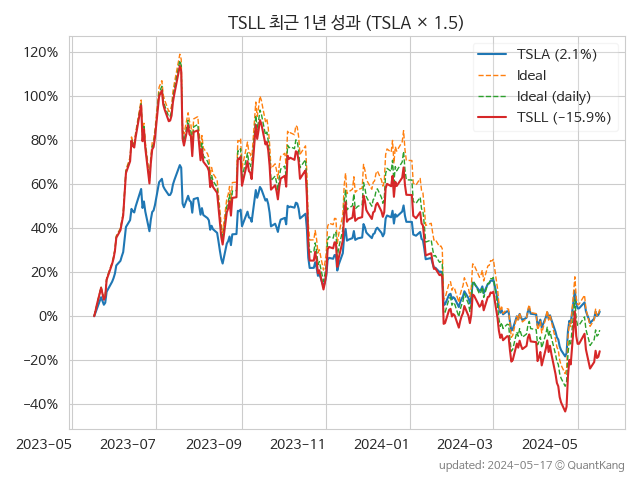 TSLL 최근 1년 성과 (TSLA × 1.5)
TSLA (2.1%)
Ideal
Ideal (daily)
TSLL (−15.9%)
120%
100%
80%
60%
40%
20%
0%
−20%
−40%
2023-05
2023-07
2023-09
2023-11
2024-01
2024-03
2024-05
updated: 2024-05-17 © QuantKang